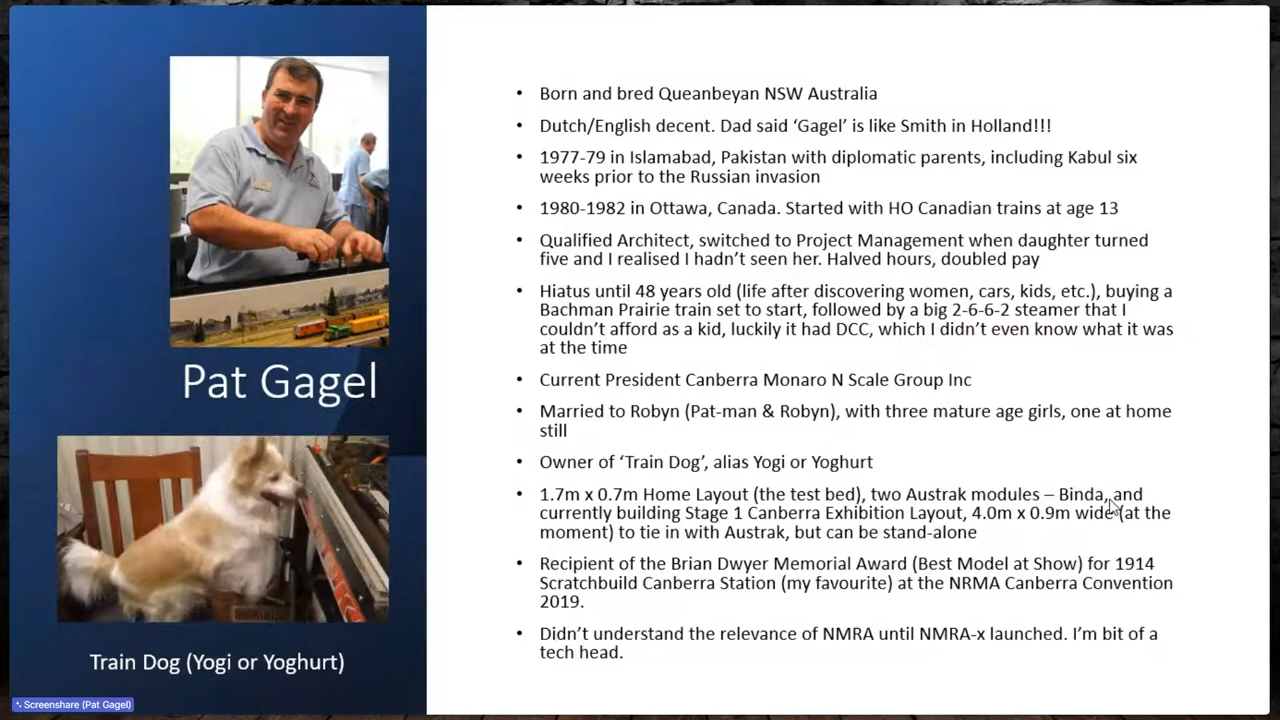 Pat Gagel
Train Dog (Yogi or Yoghurt)
• Born and bred Queanbeyan NSW Australia
• Dutch/English decent. Dad said ‘Gagel’ is like Smith in Holland!!!
• 1977-79 in Islamabad, Pakistan with diplomatic parents, including Kabul six
weeks prior to the Russian invasion
• 1980-1982 in Ottawa, Canada. Started with HO Canadian trains at age 13
• Qualified Architect, switched to Project Management when daughter turned
five and I realised I hadn’t seen her. Halved hours, doubled pay
• Hiatus until 48 years old (life after discovering women, cars, kids, etc.), buying a
Bachman Prairie train set to start, followed by a big 2-6-6-2 steamer that I
couldn’t afford as a kid, luckily it had DCC, which I didn’t even know what it was
at the time
• Current President Canberra Monaro N Scale Group Inc
• Married to Robyn (Pat-man & Robyn), with three mature age girls, one at home
still
• Owner of ‘Train Dog’, alias Yogi or Yoghurt
• 1.7m x 0.7m Home Layout (the test bed), two Austrak modules – Binda, and
currently building Stage 1 Canberra Exhibition Layout, 4.0m x 0.9m wide (at the
moment) to tie in with Austrak, but can be stand-alone
• Recipient of the Brian Dwyer Memorial Award (Best Model at Show) for 1914
Scratchbuild Canberra Station (my favourite) at the NRMA Canberra Convention
2019.
• Didn’t understand the relevance of NMRA until NMRA-x launched. I’m bit of a
tech head.
Screenshare (Pat Gagel)